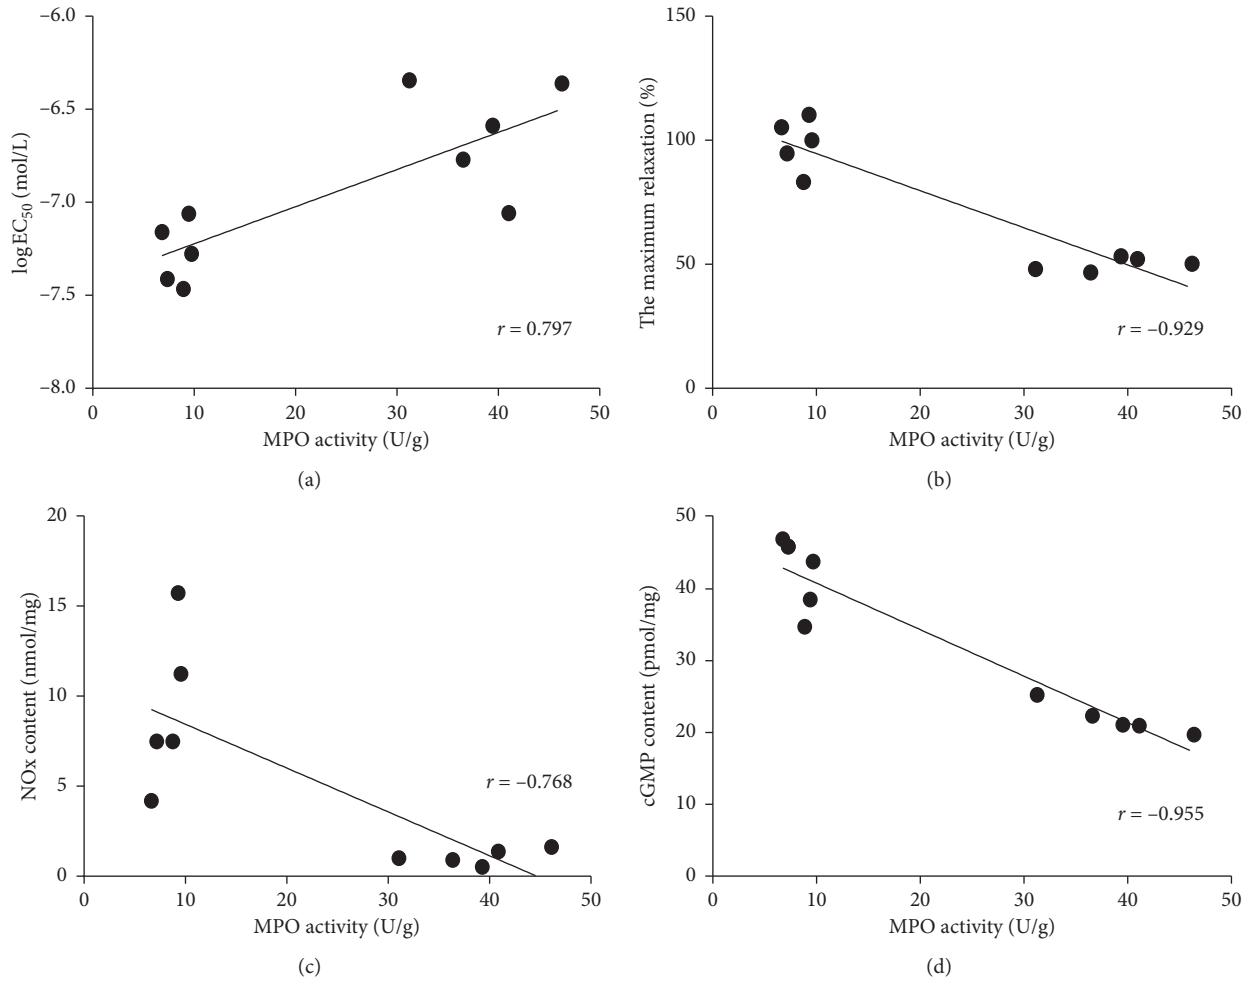 –6.0
–6.5
–7.0
–7.5
–8.0
logEC50 (mol/L)
r = 0.797
0 10 20 30 40 50
MPO activity (U/g)
(a)
150
100
50
0
The maximum relaxation (%)
r = –0.929
0 10 20 30 40 50
MPO activity (U/g)
(b)
20
15
10
5
0
NOx content (nmol/mg)
r = –0.768
0 10 20 30 40 50
MPO activity (U/g)
(c)
50
40
30
20
10
0
cGMP content (pmol/mg)
r = –0.955
0 10 20 30 40 50
MPO activity (U/g)
(d)